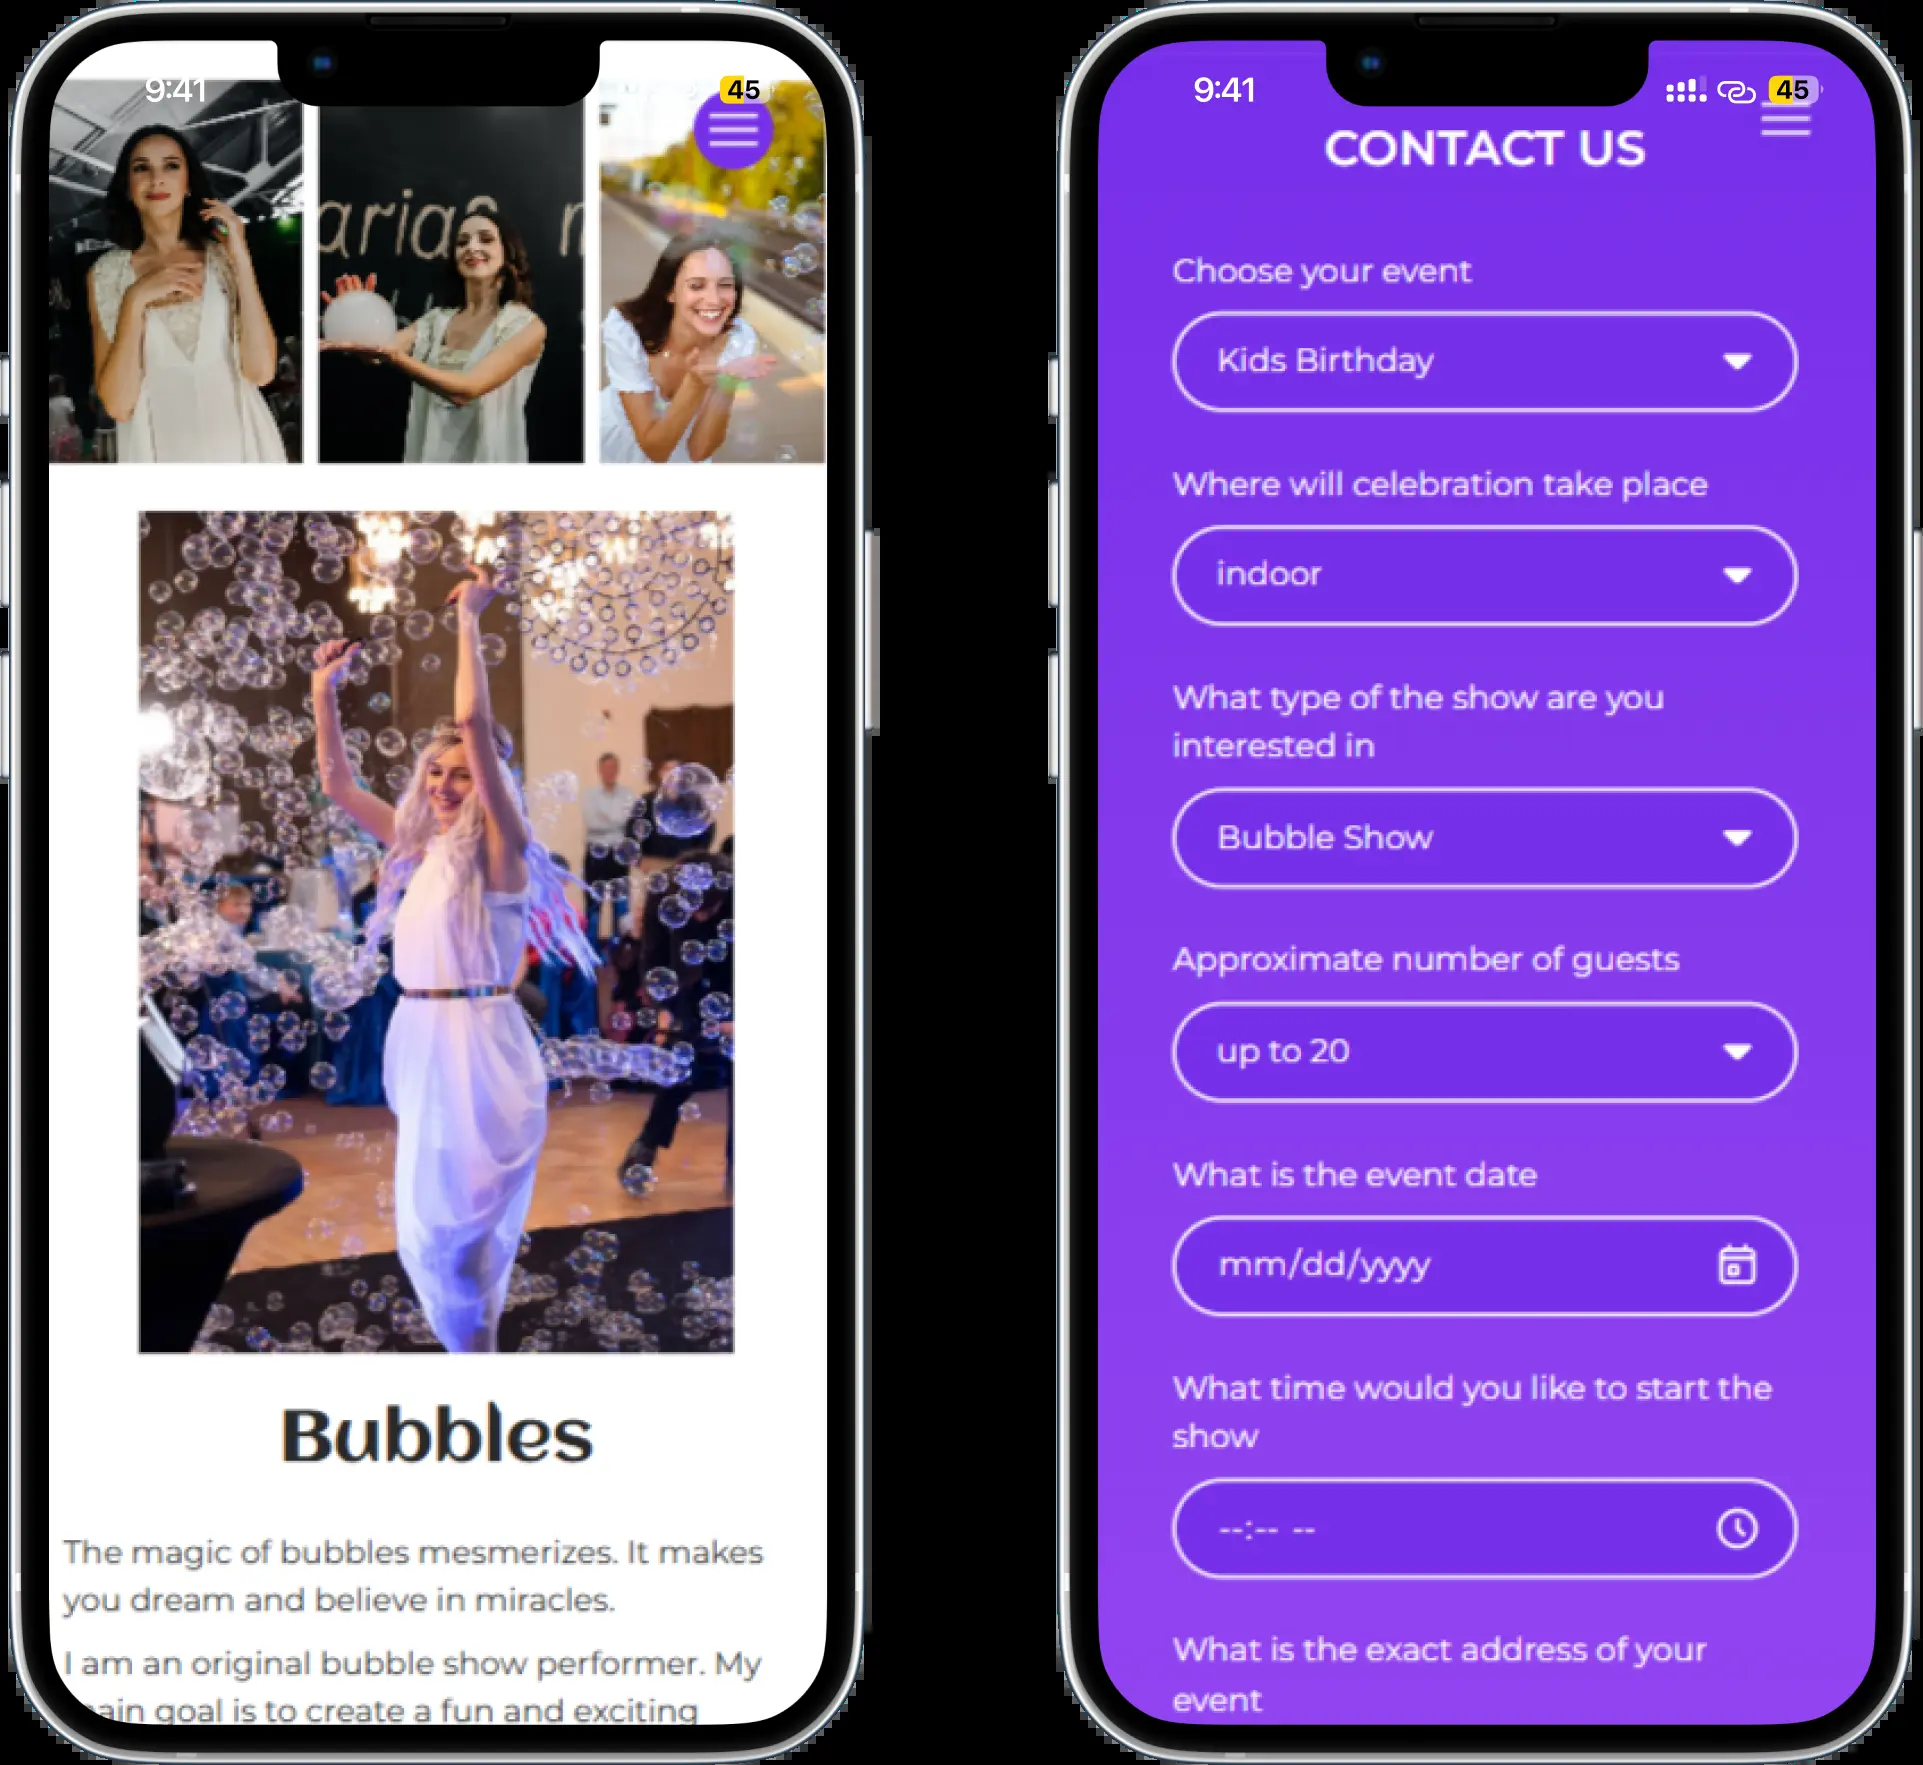 9:41
45
aria
Bubbles
The magic of bubbles mesmerizes. It makes
you dream and believe in miracles.
I am an original bubble show performer. My
goal is to create a fun and exciting
9:41
45
CONTACT US
Choose your event
Kids Birthday
Where will celebration take place
indoor
What type of the show are you
interested in
Bubble Show
Approximate number of guests
up to 20
What is the event date
mm/dd/yyyy
What time would you like to start the
show
--:-- --
What is the exact address of your
event